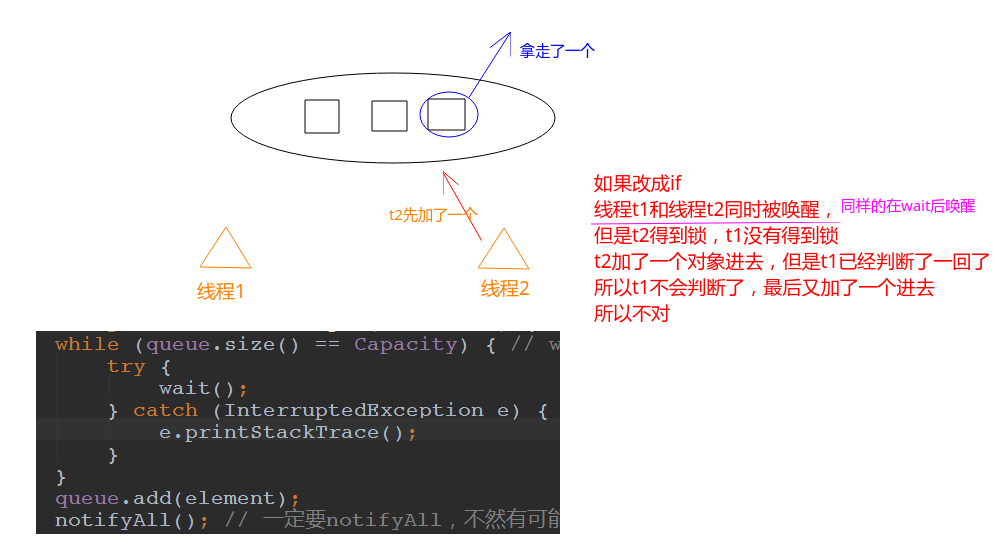 拿走了一个
t2先加了一个
线程1
线程2
如果改成if
线程t1和线程t2同时被唤醒，同样的在wait后唤醒
但是t2得到锁，t1没有得到锁
t2加了一个对象进去，但是t1已经判断了一回了
所以t1不会判断了，最后又加了一个进去
所以不对
while (queue.size() == Capacity) { // w
try {
wait();
} catch (InterruptedException e) {
e.printStackTrace();
}
}
queue.add(element);
notifyAll(); // 一定要notifyAll，不然有可能